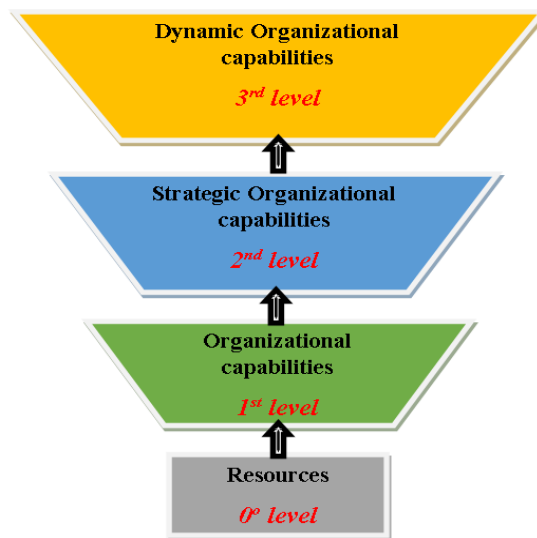 Dynamic Organizational
capabilities
3rd level
Strategic Organizational
capabilities
2nd level
Organizational
capabilities
1st level
Resources
0º level